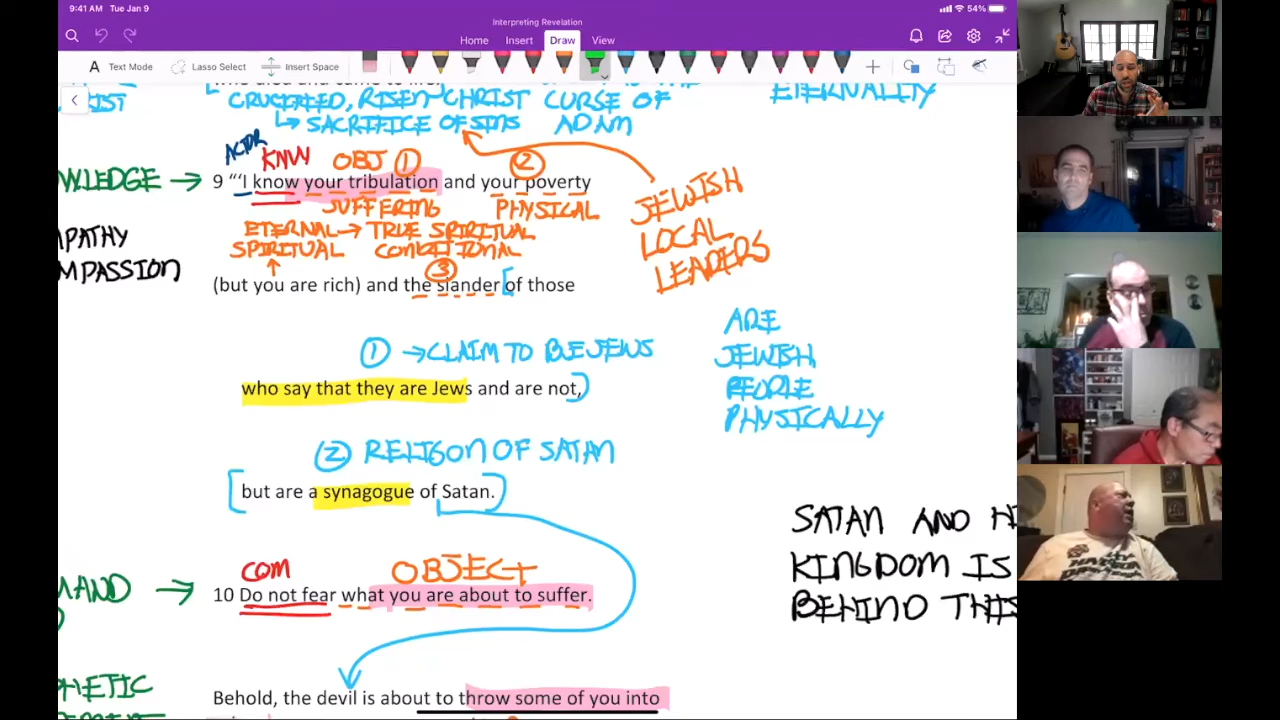 9:41 AM Tue Jan 9
54%
Interpreting Revelation
Home Insert Draw View
Text Mode Lasso Select Insert Space
CRUCIFIED, RISEN CHRIST CURSE OF
ETERNALITY
↳ SACRIFICE OF SINS ADAM
ACTOR KNW OBJ ① ②
→ 9 "‘I know your tribulation and your poverty
SUFFERING PHYSICAL
JEWISH
LOCAL
LEADERS
ETERNAL → TRUE SPIRITUAL
SPIRITUAL CONDITIONAL
③
(but you are rich) and the slander of those
ARE
JEWISH
PEOPLE
PHYSICALLY
① → CLAIM TO BE JEWS
who say that they are Jews and are not,
② RELIGON OF SATAN
but are a synagogue of Satan.
SATAN AND
KINGDOM IS
BEHIND THIS
COM OBJECT
→ 10 Do not fear what you are about to suffer.
Behold, the devil is about to throw some of you into